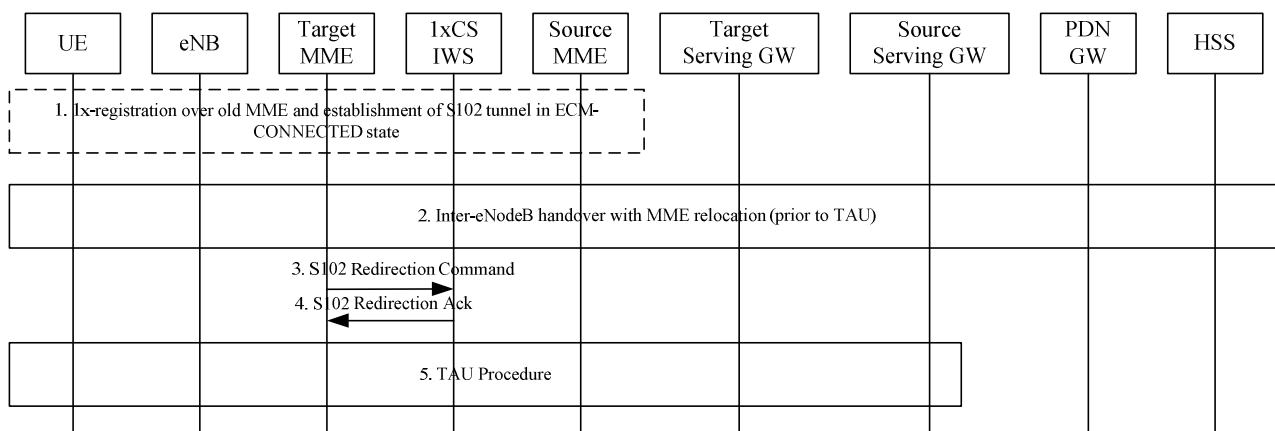 UE
eNB
Target
MME
1xCS
IWS
Source
MME
Target
Serving GW
Source
Serving GW
PDN
GW
HSS
1. 1x-registration over old MME and establishment of S102 tunnel in ECM-
CONNECTED state
2. Inter-eNodeB handover with MME relocation (prior to TAU)
3. S102 Redirection Command
4. S102 Redirection Ack
5. TAU Procedure